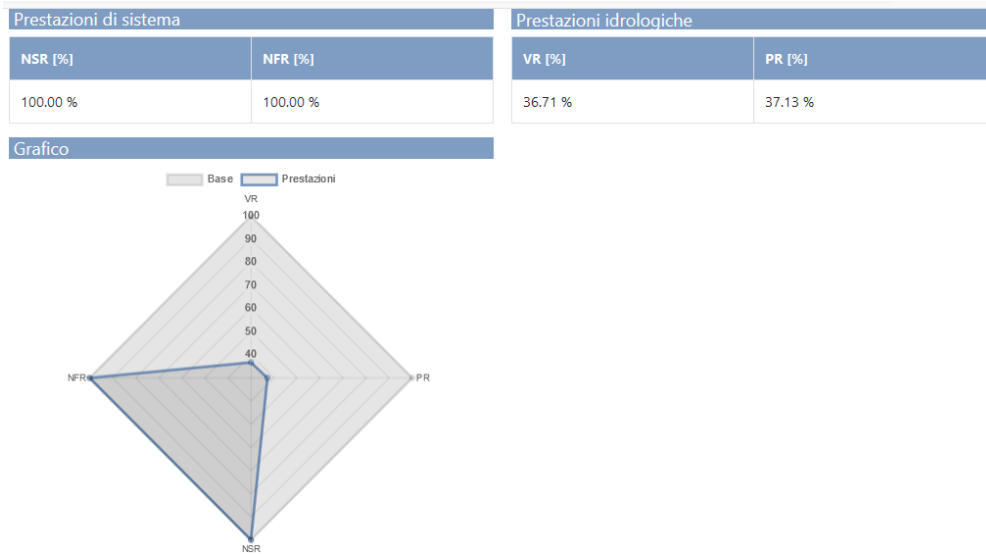 Prestazioni di sistema
NSR [%] NFR [%]
100.00 % 100.00 %
Prestazioni idrologiche
VR [%] PR [%]
36.71 % 37.13 %
Grafico
Base Prestazioni
VR
100
90
80
70
60
50
40
NFR PR
NSR